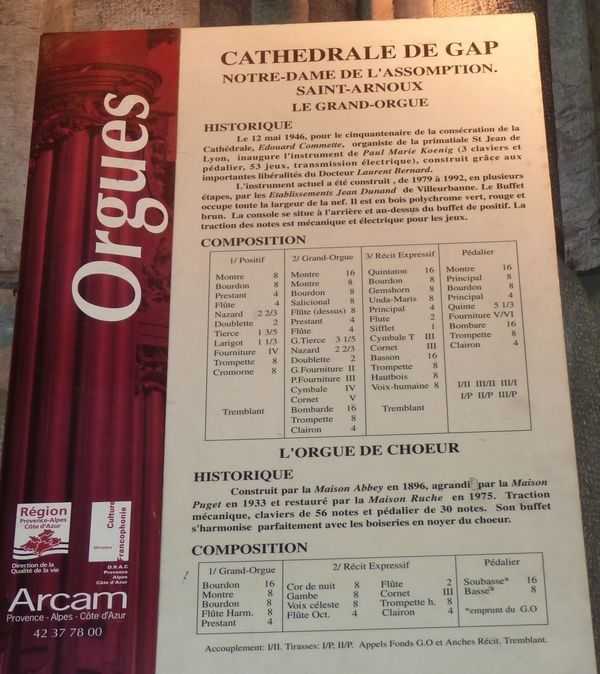 Orgues
CATHEDRALE DE GAP
NOTRE-DAME DE L'ASSOMPTION.
SAINT-ARNOUX
LE GRAND-ORGUE
HISTORIQUE
Le 12 mai 1946, pour le cinquantenaire de la consécration de la
Cathédrale, Edouard Commette, organiste de la primatiale St Jean de
Lyon, inaugure l'instrument de Paul Marie Koenig (3 claviers et
pédalier, 53 jeux, transmission électrique), construit grâce aux
importantes libéralités du Docteur Laurent Bernard.
L'instrument actuel a été construit , de 1979 à 1992, en plusieurs
étapes, par les Etablissements Jean Dunand de Villeurbanne. Le Buffet
occupe toute la largeur de la nef. Il est en bois polychrome vert, rouge et
brun. La console se situe à l'arrière et au-dessus du buffet de positif. La
traction des notes est mécanique et électrique pour les jeux.
COMPOSITION
1/ Positif
Montre 8
Bourdon 8
Prestant 4
Flûte 4
Nazard 2 2/3
Doublette 2
Tierce 1 3/5
Larigot 1 1/3
Fourniture IV
Trompette 8
Cromorne 8
Tremblant
2/ Grand-Orgue
Montre 16
Montre 8
Bourdon 8
Salicional 8
Flûte (dessus) 8
Prestant 4
Flûte 4
G.Tierce 3 1/5
Nazard 2 2/3
Doublette 2
G.Fourniture II
P.Fourniture III
Cymbale IV
Cornet V
Bombarde 16
Trompette 8
Clairon 4
3/ Récit Expressif
Quintaton 16
Bourdon 8
Gemshorn 8
Unda-Maris 8
Principal 4
Flute 2
Sifflet 1
Cymbale T III
Cornet III
Basson 16
Trompette 8
Hautbois 8
Voix-humaine 8
Tremblant
Pédalier
Montre 16
Principal 8
Bourdon 8
Principal 4
Quinte 5 1/3
Fourniture V/VI
Bombare 16
Trompette 8
Clairon 4
I/II III/II III/I
I/P II/P III/P
L'ORGUE DE CHOEUR
HISTORIQUE
Construit par la Maison Abbey en 1896, agrandi par la Maison
Puget en 1933 et restauré par la Maison Ruche en 1975. Traction
mécanique, claviers de 56 notes et pédalier de 30 notes. Son buffet
s'harmonise parfaitement avec les boiseries en noyer du choeur.
COMPOSITION
1/ Grand-Orgue
Bourdon 16
Montre 8
Bourdon 8
Flûte Harm. 8
Prestant 4
2/ Récit Expressif
Cor de nuit 8
Gambe 8
Voix céleste 8
Flûte Oct. 4
Flûte 2
Cornet III
Trompette h. 8
Clairon 4
Pédalier
Soubasse* 16
Basse* 8
*emprunt du G.O
Accouplement: I/II. Tirasses: I/P, II/P. Appels Fonds G.O et Anches Récit. Tremblant.
Région
Provence-Alpes
Côte d'Azur
Direction de la
Qualité de la vie
Ministère
Culture
Francophonie
D.R.A.C
Provence
Alpes
Côte d'Azur
Arcam
Provence - Alpes - Côte d'Azur
42 37 78 00